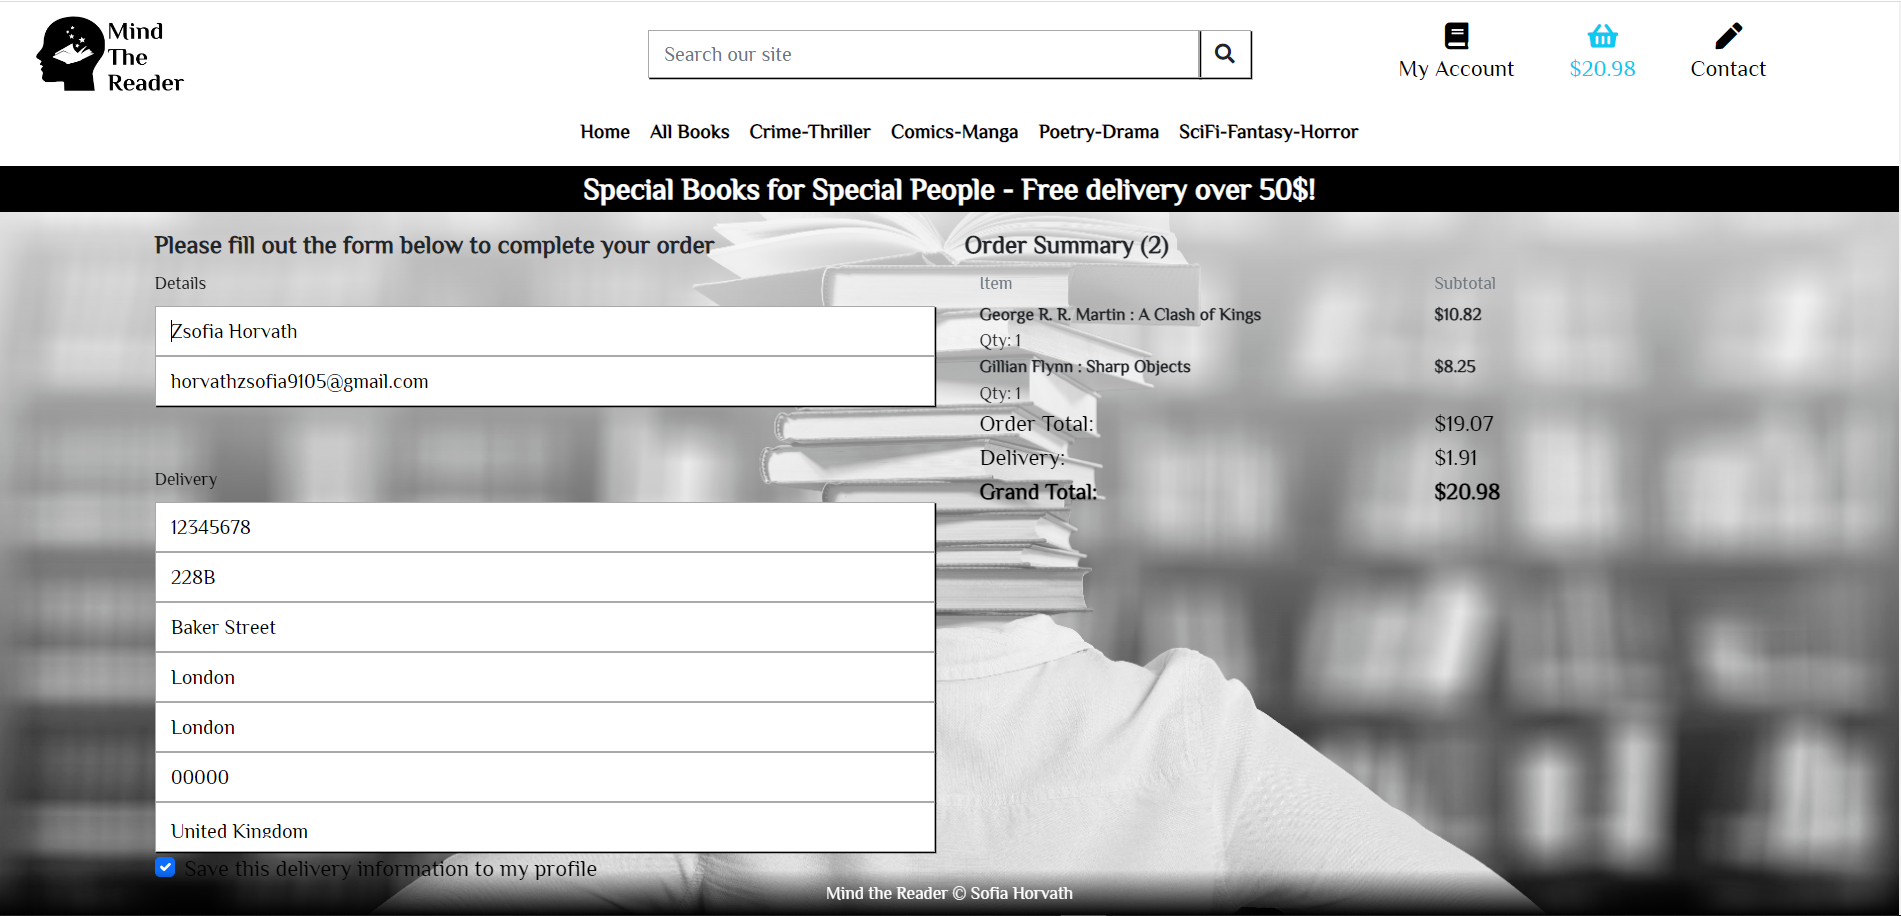 Mind
The
Reader
Search our site
My Account
$20.98
Contact
Home All Books Crime-Thriller Comics-Manga Poetry-Drama SciFi-Fantasy-Horror
Special Books for Special People - Free delivery over 50$!
Please fill out the form below to complete your order
Details
Zsofia Horvath
horvathzsofia9105@gmail.com
Delivery
12345678
228B
Baker Street
London
London
00000
United Kingdom
Save this delivery information to my profile
Order Summary (2)
Item Subtotal
George R. R. Martin : A Clash of Kings $10.82
Qty: 1
Gillian Flynn : Sharp Objects $8.25
Qty: 1
Order Total: $19.07
Delivery: $1.91
Grand Total: $20.98
Mind the Reader © Sofia Horvath